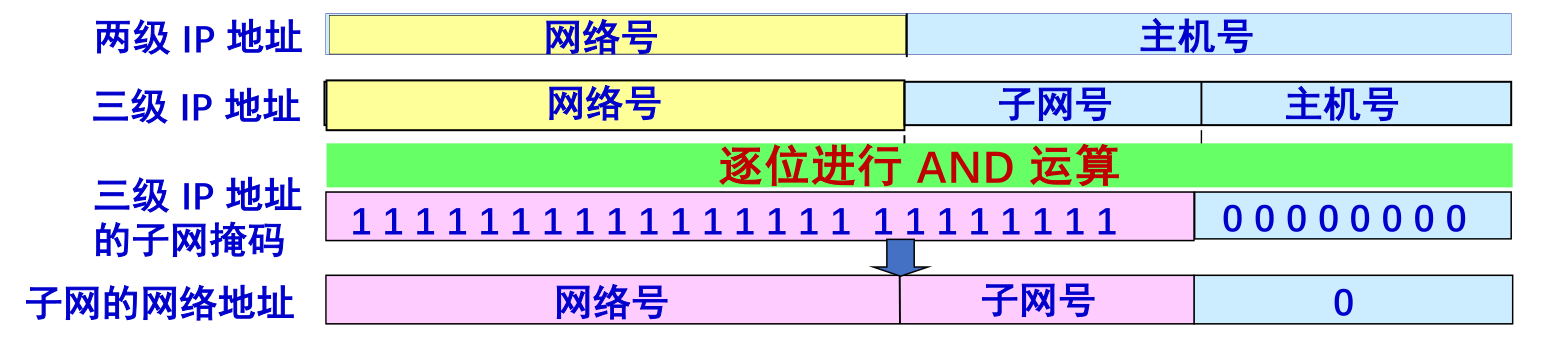 两级 IP 地址 网络号 主机号
三级 IP 地址 网络号 子网号 主机号
逐位进行 AND 运算
三级 IP 地址
的子网掩码
1 1 1 1 1 1 1 1 1 1 1 1 1 1 1 1 1 1 1 1 1 1 1 1 0 0 0 0 0 0 0 0
子网的网络地址 网络号 子网号 0